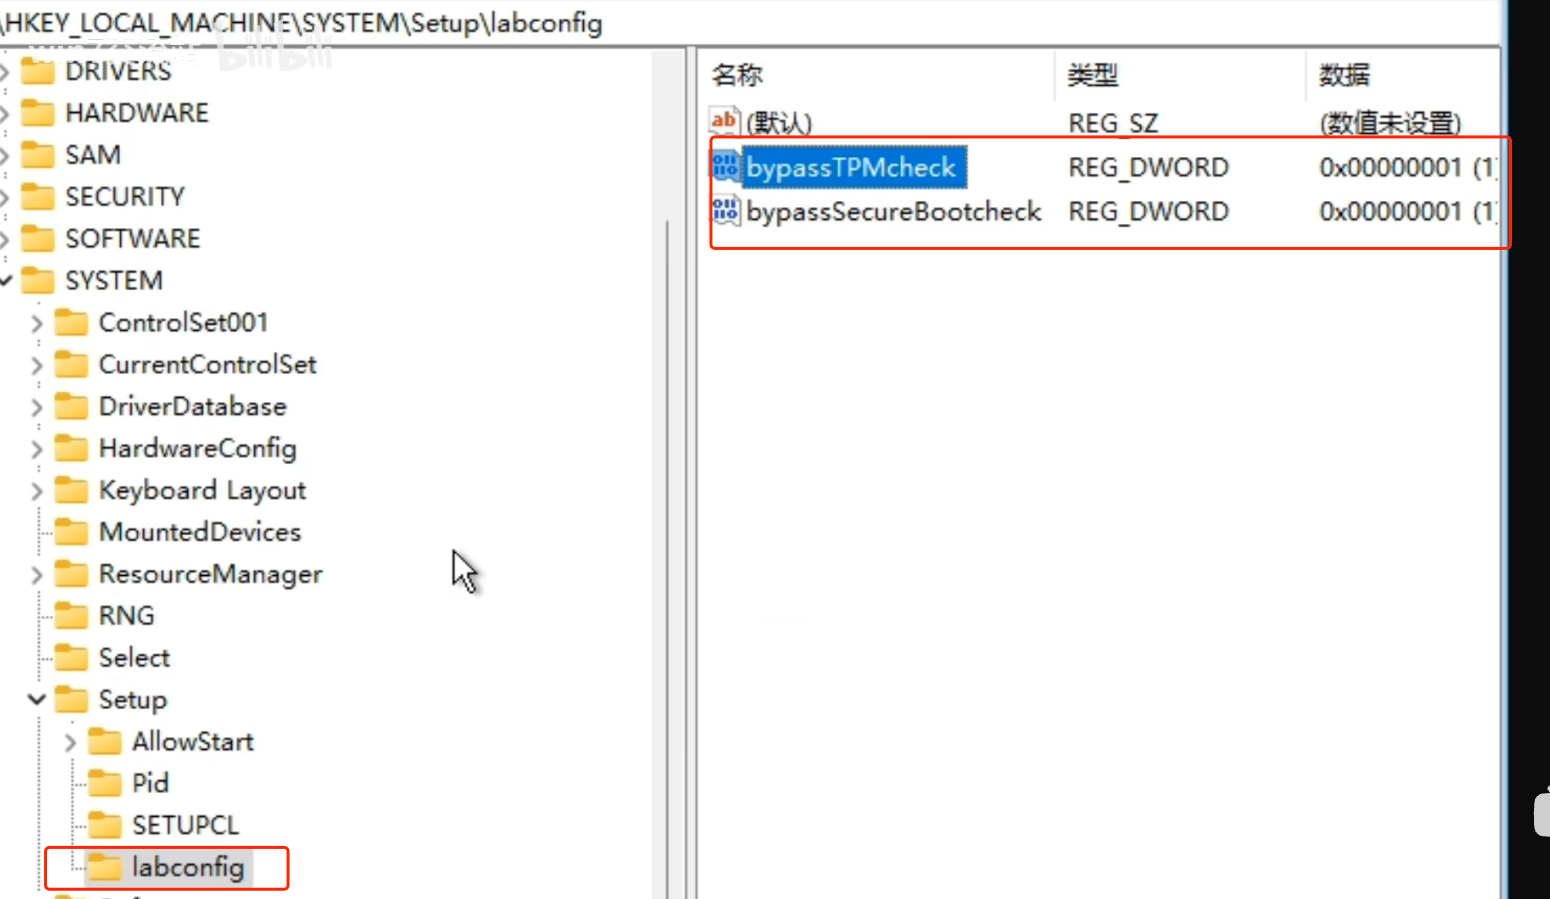 \HKEY_LOCAL_MACHINE\SYSTEM\Setup\labconfig
bilibili
DRIVERS
HARDWARE
SAM
SECURITY
SOFTWARE
SYSTEM
ControlSet001
CurrentControlSet
DriverDatabase
HardwareConfig
Keyboard Layout
MountedDevices
ResourceManager
RNG
Select
Setup
AllowStart
Pid
SETUPCL
labconfig
名称 类型 数据
ab (默认) REG_SZ (数值未设置)
bypassTPMcheck REG_DWORD 0x00000001 (1)
bypassSecureBootcheck REG_DWORD 0x00000001 (1)